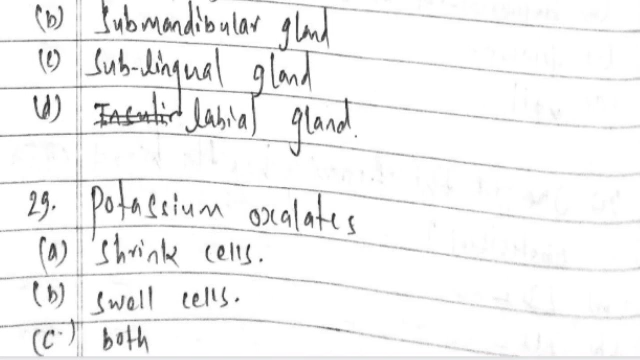 (b) Submandibular gland
(c) Sub-lingual gland
(d) labial gland.
29. Potassium oxalates
(a) Shrink cells.
(b) swell cells.
(c.) both